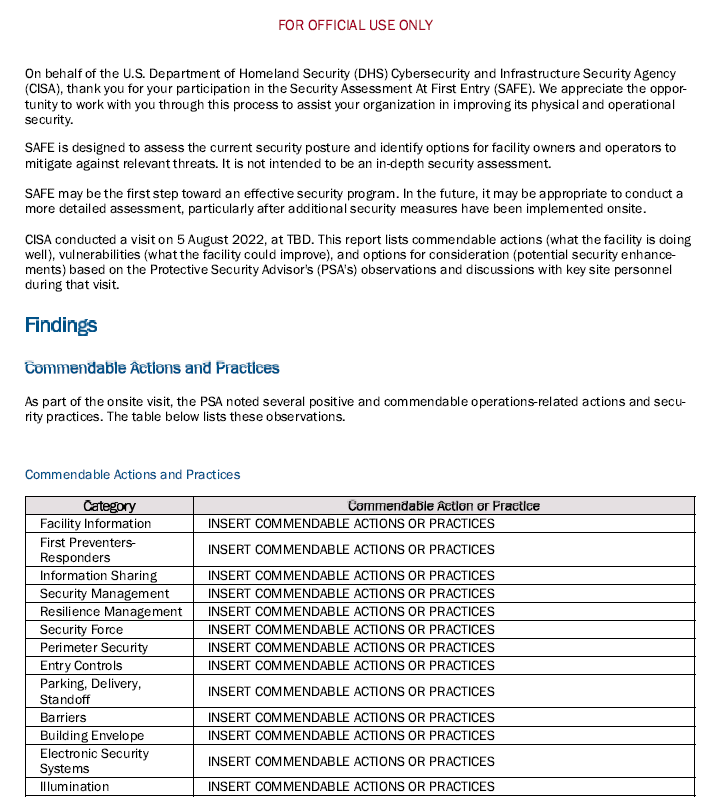 FOR OFFICIAL USE ONLY
On behalf of the U.S. Department of Homeland Security (DHS) Cybersecurity and Infrastructure Security Agency
(CISA), thank you for your participation in the Security Assessment At First Entry (SAFE). We appreciate the oppor-
tunity to work with you through this process to assist your organization in improving its physical and operational
security.
SAFE is designed to assess the current security posture and identify options for facility owners and operators to
mitigate against relevant threats. It is not intended to be an in-depth security assessment.
SAFE may be the first step toward an effective security program. In the future, it may be appropriate to conduct a
more detailed assessment, particularly after additional security measures have been implemented onsite.
CISA conducted a visit on 5 August 2022, at TBD. This report lists commendable actions (what the facility is doing
well), vulnerabilities (what the facility could improve), and options for consideration (potential security enhance-
ments) based on the Protective Security Advisor's (PSA's) observations and discussions with key site personnel
during that visit.
Findings
Commendable Actions and Practices
As part of the onsite visit, the PSA noted several positive and commendable operations-related actions and secu-
rity practices. The table below lists these observations.
Commendable Actions and Practices
Category Commendable Action or Practice
Facility Information INSERT COMMENDABLE ACTIONS OR PRACTICES
First Preventers-
Responders INSERT COMMENDABLE ACTIONS OR PRACTICES
Information Sharing INSERT COMMENDABLE ACTIONS OR PRACTICES
Security Management INSERT COMMENDABLE ACTIONS OR PRACTICES
Resilience Management INSERT COMMENDABLE ACTIONS OR PRACTICES
Security Force INSERT COMMENDABLE ACTIONS OR PRACTICES
Perimeter Security INSERT COMMENDABLE ACTIONS OR PRACTICES
Entry Controls INSERT COMMENDABLE ACTIONS OR PRACTICES
Parking, Delivery,
Standoff INSERT COMMENDABLE ACTIONS OR PRACTICES
Barriers INSERT COMMENDABLE ACTIONS OR PRACTICES
Building Envelope INSERT COMMENDABLE ACTIONS OR PRACTICES
Electronic Security
Systems INSERT COMMENDABLE ACTIONS OR PRACTICES
Illumination INSERT COMMENDABLE ACTIONS OR PRACTICES